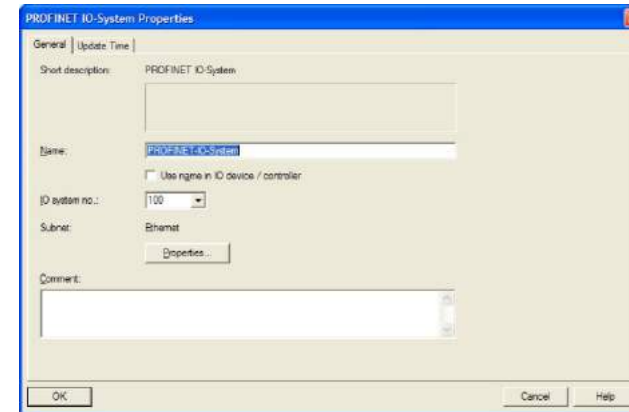 PROFINET IO-System Properties
General Update Time
Short description: PROFINET IO-System
Name: PROFINET-IO-System
Use name in IO device / controller
IO system no.: 100
Subnet: Ethernet
Properties...
Comment:
OK Cancel Help